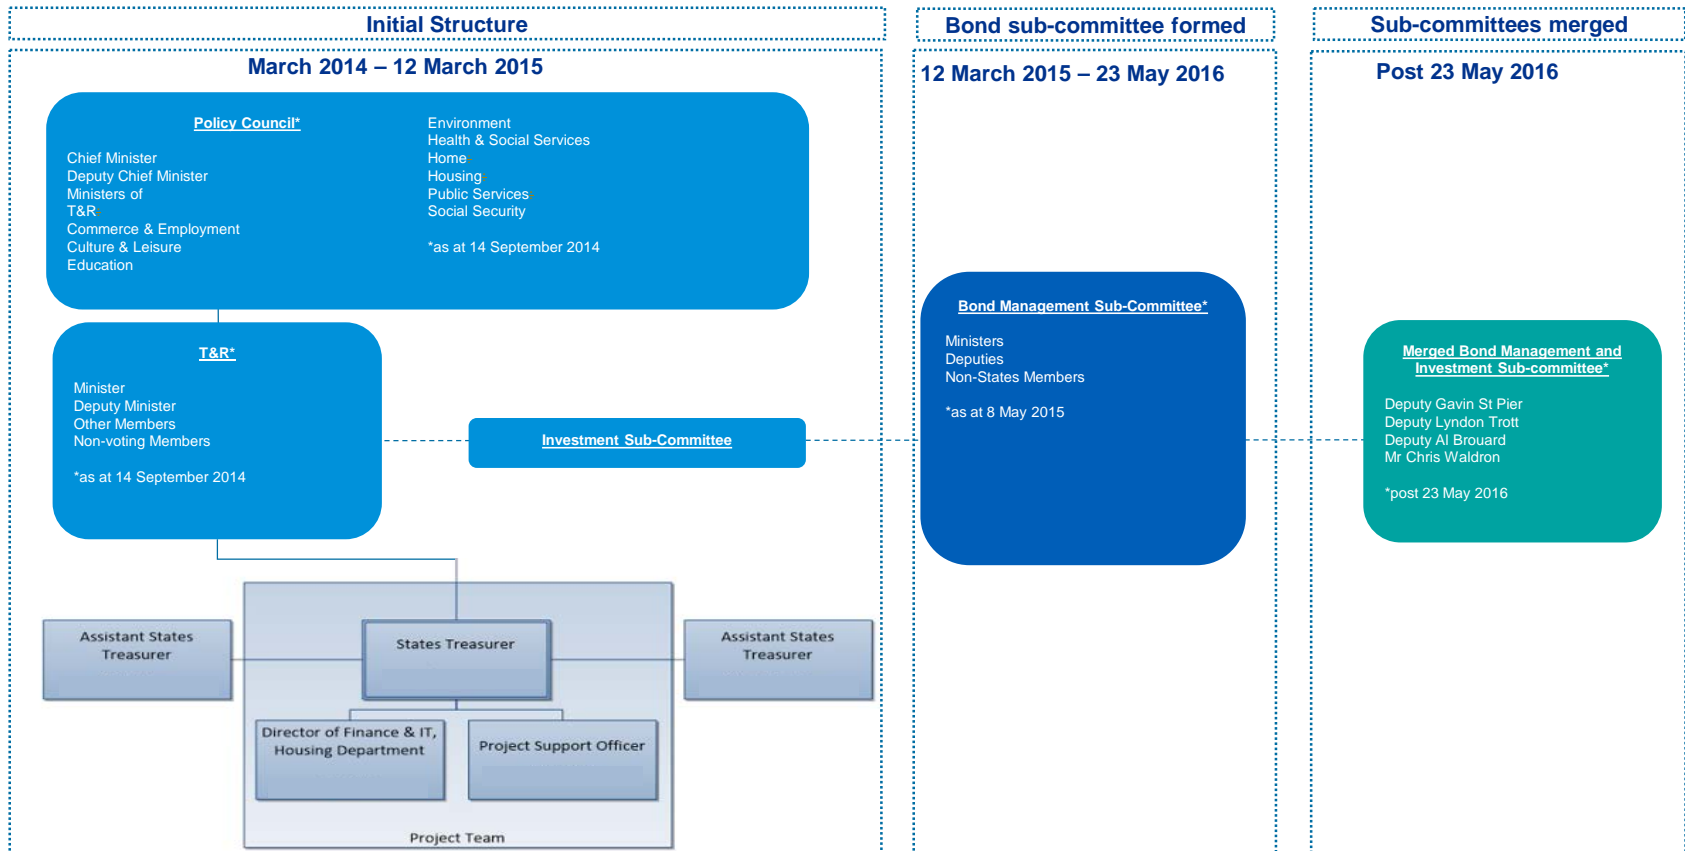 Initial Structure
March 2014 – 12 March 2015
Policy Council*
Chief Minister
Deputy Chief Minister
Ministers of
T&R
Commerce & Employment
Culture & Leisure
Education
Environment
Health & Social Services
Home
Housing
Public Services
Social Security
*as at 14 September 2014
T&R*
Minister
Deputy Minister
Other Members
Non-voting Members
*as at 14 September 2014
Investment Sub-Committee
Assistant States
Treasurer
States Treasurer
Assistant States
Treasurer
Director of Finance & IT,
Housing Department
Project Support Officer
Project Team
Bond sub-committee formed
12 March 2015 – 23 May 2016
Bond Management Sub-Committee*
Ministers
Deputies
Non-States Members
*as at 8 May 2015
Sub-committees merged
Post 23 May 2016
Merged Bond Management and
Investment Sub-committee*
Deputy Gavin St Pier
Deputy Lyndon Trott
Deputy Al Brouard
Mr Chris Waldron
*post 23 May 2016